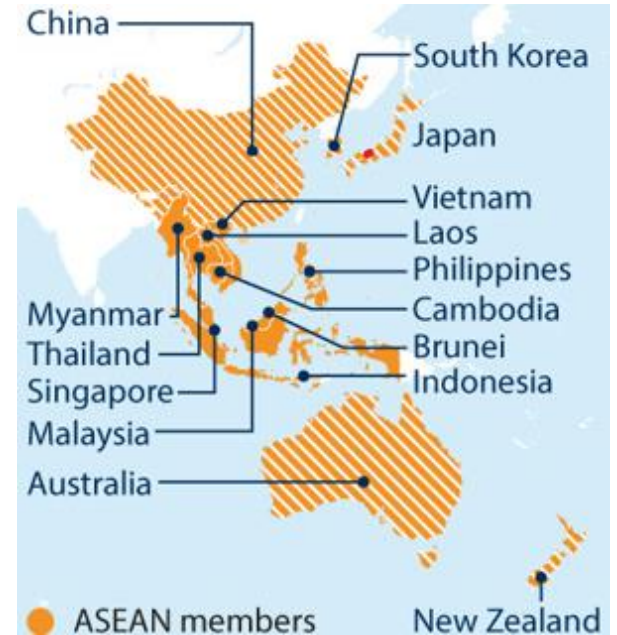 China
South Korea
Japan
Vietnam
Laos
Philippines
Cambodia
Brunei
Indonesia
Myanmar
Thailand
Singapore
Malaysia
Australia
ASEAN members
New Zealand